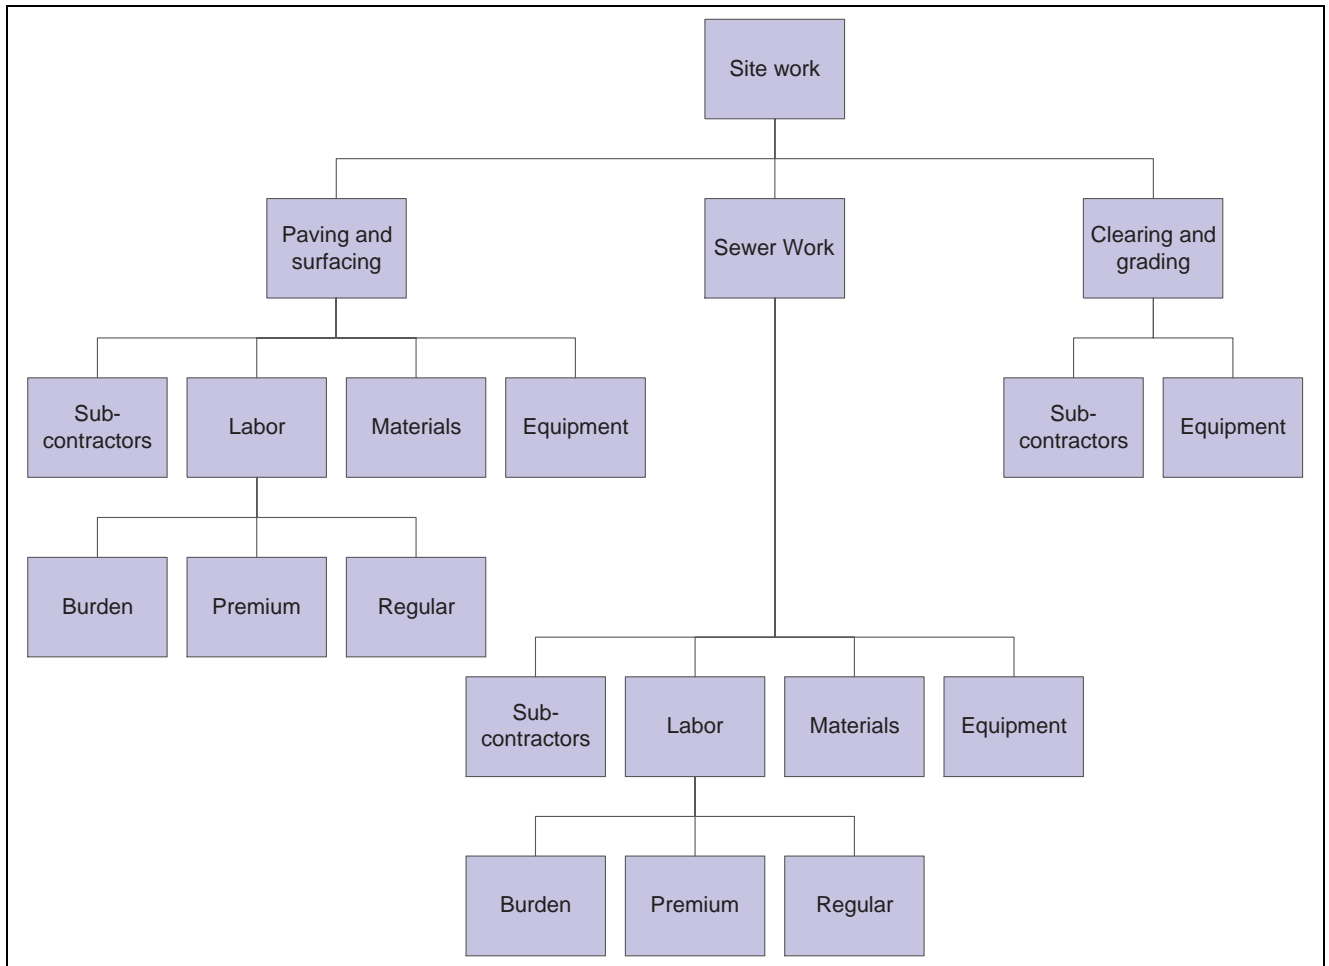 Site work
Paving and
surfacing
Sewer Work
Clearing and
grading
Sub-
contractors
Labor
Materials
Equipment
Sub-
contractors
Equipment
Burden
Premium
Regular
Sub-
contractors
Labor
Materials
Equipment
Burden
Premium
Regular